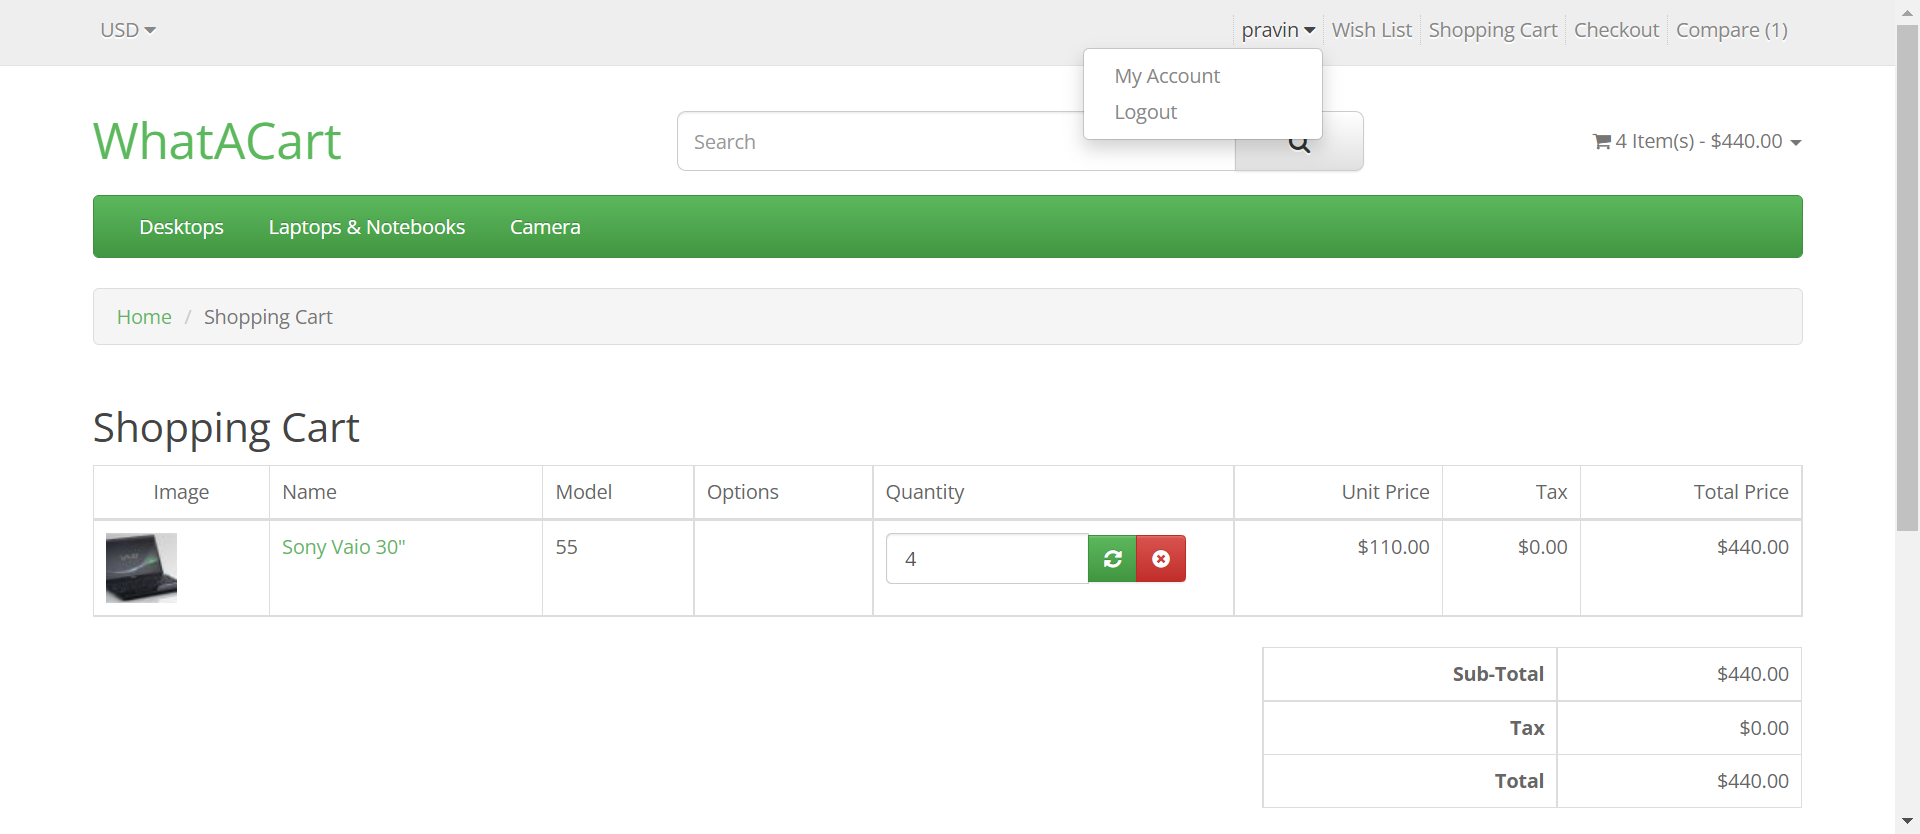 USD
pravin Wish List Shopping Cart Checkout Compare (1)
My Account
Logout
WhatACart
Search
4 Item(s) - $440.00
Desktops Laptops & Notebooks Camera
Home / Shopping Cart
Shopping Cart
Image Name Model Options Quantity Unit Price Tax Total Price
Sony Vaio 30" 55 4 $110.00 $0.00 $440.00
Sub-Total $440.00
Tax $0.00
Total $440.00